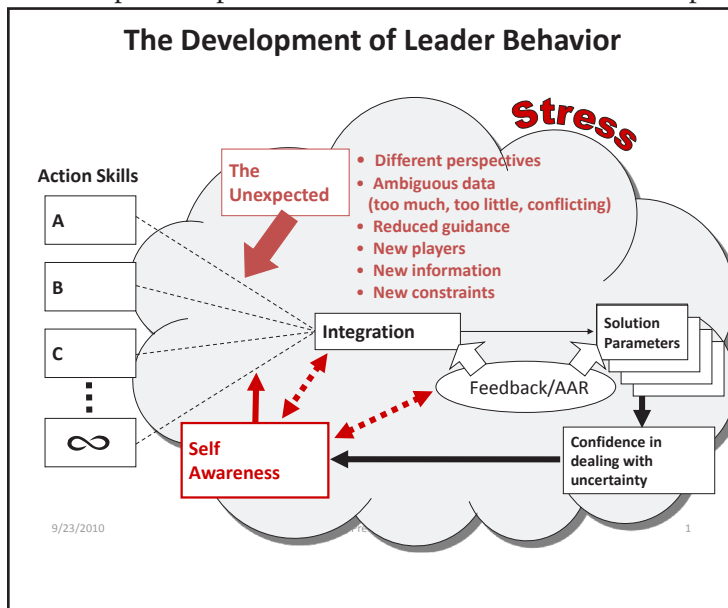 The Development of Leader Behavior
Stress
Action Skills
A
B
C
∞
The
Unexpected
• Different perspectives
• Ambiguous data
(too much, too little, conflicting)
• Reduced guidance
• New players
• New information
• New constraints
Integration
Solution
Parameters
Feedback/AAR
Self
Awareness
Confidence in
dealing with
uncertainty
9/23/2010
1